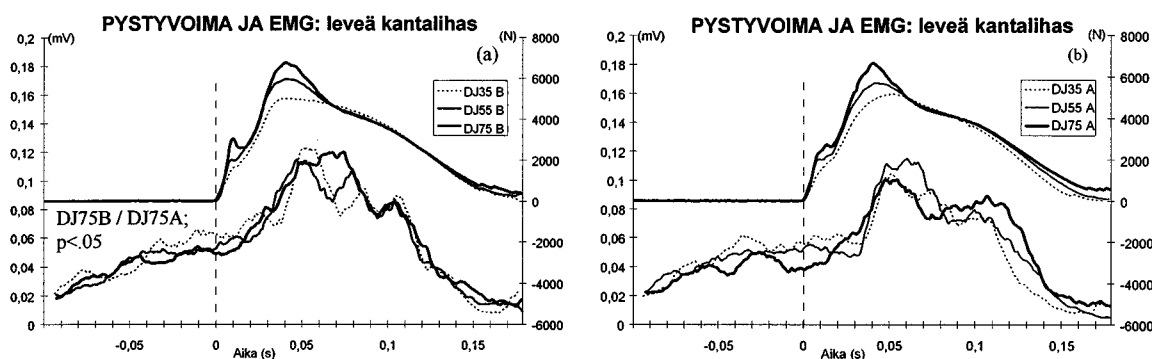 PYSTYVOIMA JA EMG: leveä kantalihas
(mV)
(N)
(a)
0,2
0,18
0,16
0,14
0,12
0,1
0,08
0,06
0,04
0,02
0
8000
6000
4000
2000
0
-2000
-4000
-6000
DJ35 B
DJ55 B
DJ75 B
DJ75B / DJ75A;
p<.05
-0,05
0
0,05
0,1
0,15
Aika (s)
PYSTYVOIMA JA EMG: leveä kantalihas
(mV)
(N)
(b)
0,2
0,18
0,16
0,14
0,12
0,1
0,08
0,06
0,04
0,02
0
8000
6000
4000
2000
0
-2000
-4000
-6000
DJ35 A
DJ55 A
DJ75 A
-0,05
0
0,05
0,1
0,15
Aika (s)